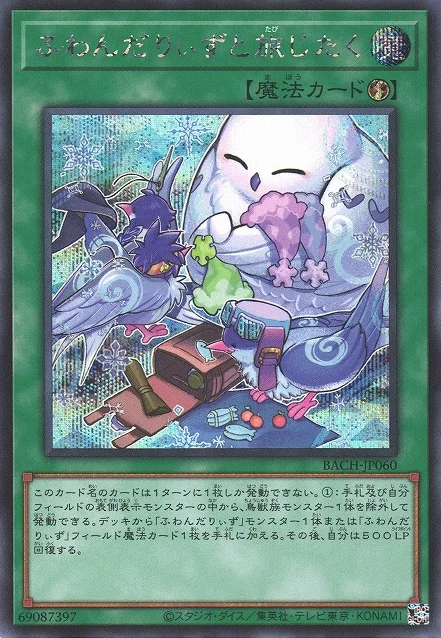 ふわんだりぃずと旅じたく
【魔法カード】
BACH-JP060
このカード名のカードは1ターンに1枚しか発動できない。①:手札及び自分
フィールドの表側表示モンスターの中から、鳥獣族モンスター1体を除外して
発動できる。デッキから「ふわんだりぃず」モンスター1体または「ふわんだ
りぃず」フィールド魔法カード1枚を手札に加える。その後、自分は500LP
回復する。
69087397
©スタジオ・ダイス/集英社・テレビ東京・KONAMI